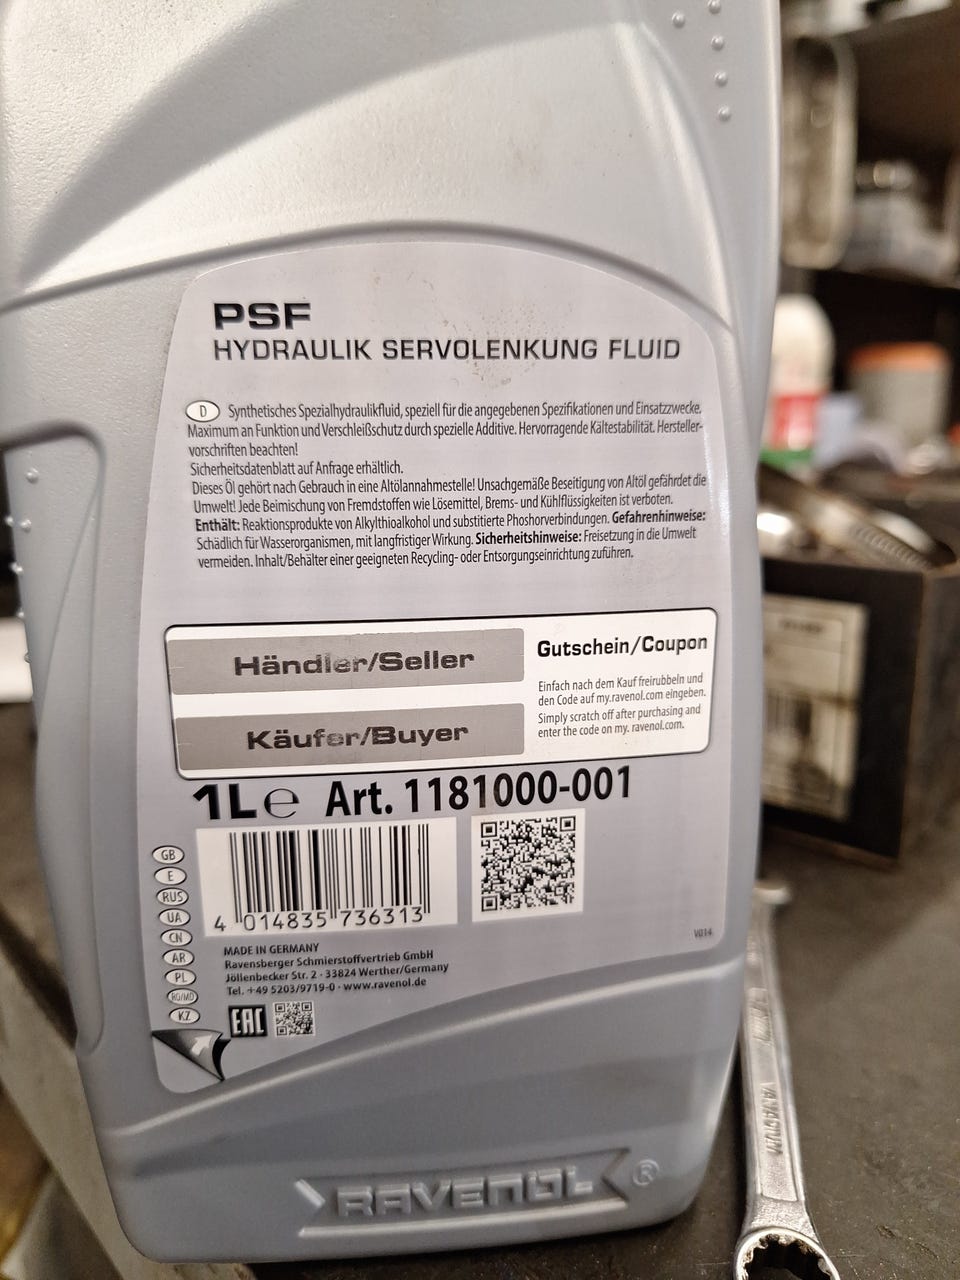 PSF
HYDRAULIK SERVOLENKUNG FLUID
D Synthetisches Spezialhydraulikfluid, speziell für die angegebenen Spezifikationen und Einsatzzwecke.
Maximum an Funktion und Verschleißschutz durch spezielle Additive. Hervorragende Kältestabilität. Hersteller-
vorschriften beachten!
Sicherheitsdatenblatt auf Anfrage erhältlich.
Dieses Öl gehört nach Gebrauch in eine Altölannahmestelle! Unsachgemäße Beseitigung von Altöl gefährdet die
Umwelt! Jede Beimischung von Fremdstoffen wie Lösemittel, Brems- und Kühlflüssigkeiten ist verboten.
Enthält: Reaktionsprodukte von Alkylthioalkohol und substituierte Phoshorverbindungen. Gefahrenhinweise:
Schädlich für Wasserorganismen, mit langfristiger Wirkung. Sicherheitshinweise: Freisetzung in die Umwelt
vermeiden. Inhalt/Behälter einer geeigneten Recycling- oder Entsorgungseinrichtung zuführen.
Händler/Seller
Käufer/Buyer
Gutschein/Coupon
Einfach nach dem Kauf freirubbeln und
den Code auf my.ravenol.com eingeben.
Simply scratch off after purchasing and
enter the code on my. ravenol.com.
1L e Art. 1181000-001
4 014835 736313
GB
E
RUS
UA
CN
AR
PL
RO/MD
KZ
V014
MADE IN GERMANY
Ravensberger Schmierstoffvertrieb GmbH
Jöllenbecker Str. 2 · 33824 Werther/Germany
Tel. +49 5203/9719-0 · www.ravenol.de
EAC
RAVENOL ®
VANADIUM